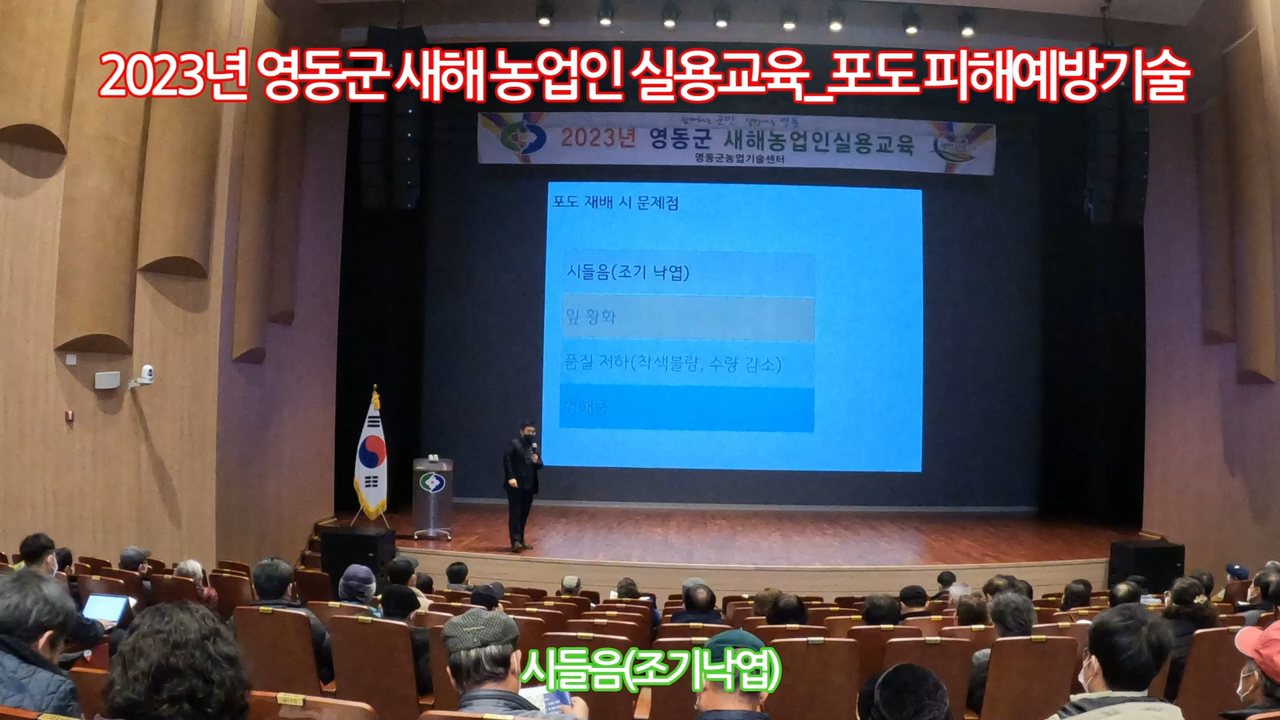 2023년 영동군 새해 농업인 실용교육_포도 피해예방기술
2023년 영동군 새해농업인실용교육
영동군농업기술센터
포도 재배 시 문제점
시들음(조기 낙엽)
잎 황화
품질 저하(착색불량, 수량 감소)
병해충
시들음(조기낙엽)